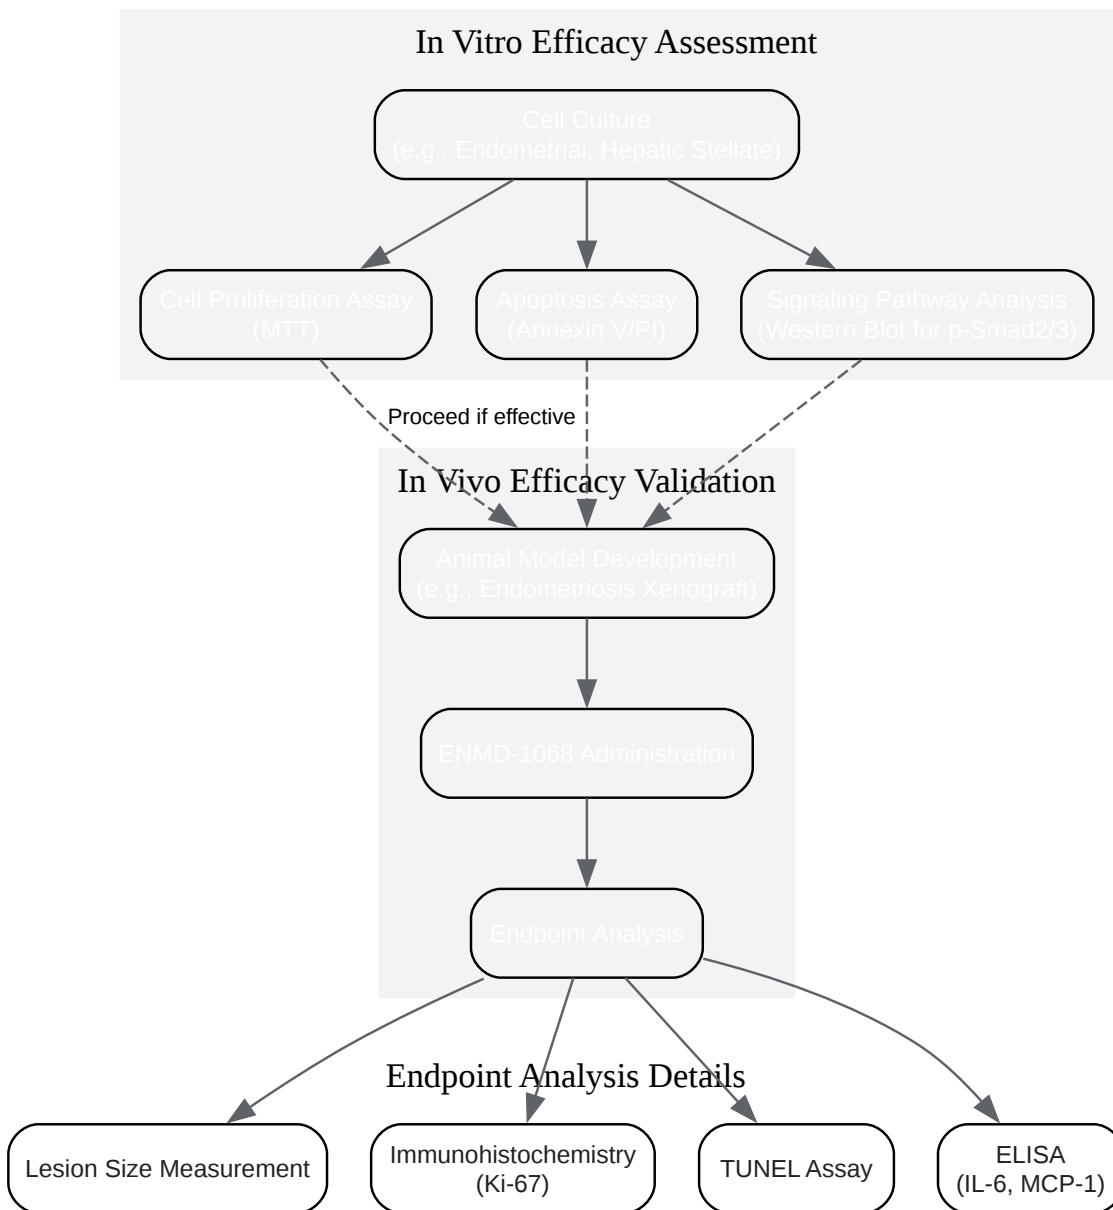 In Vitro Efficacy Assessment
Cell Culture
(e.g., Endometrial, Hepatic Stellate)
Cell Proliferation Assay
(MTT)
Apoptosis Assay
(Annexin V/PI)
Signaling Pathway Analysis
(Western Blot for p-Smad2/3)
Proceed if effective
In Vivo Efficacy Validation
Animal Model Development
(e.g., Endometriosis Xenograft)
ENMD-1068 Administration
Endpoint Analysis
Endpoint Analysis Details
Lesion Size Measurement
Immunohistochemistry
(Ki-67)
TUNEL Assay
ELISA
(IL-6, MCP-1)